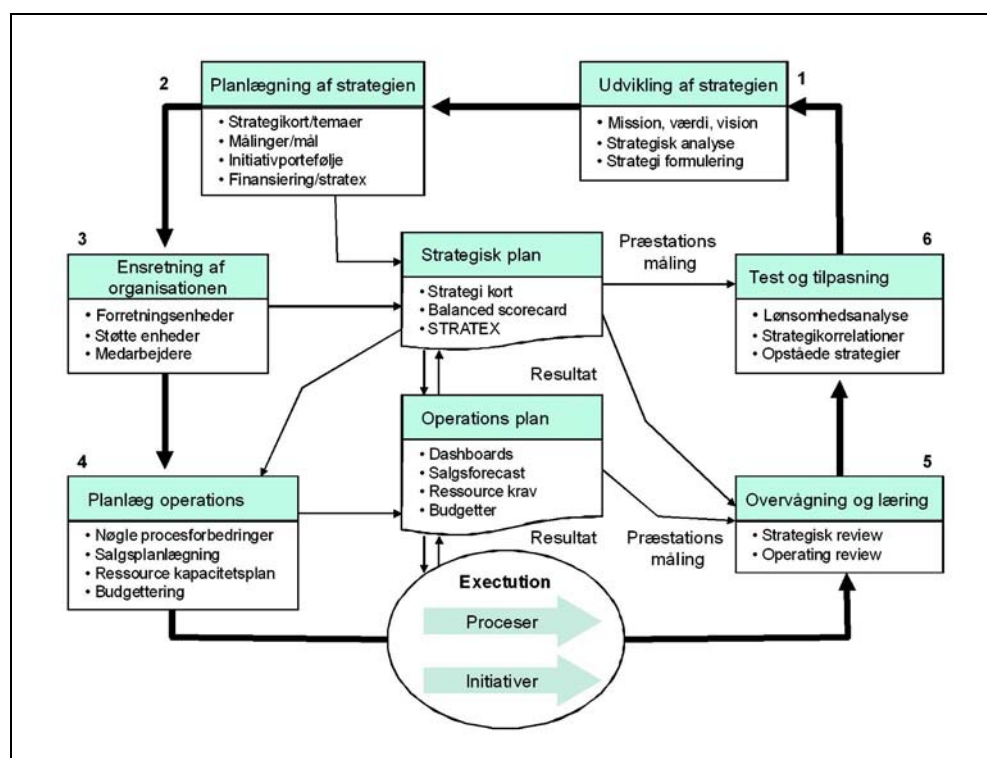 2
Planlægning af strategien
• Strategikort/temaer
• Målinger/mål
• Initiativportefølje
• Finansiering/stratex
1
Udvikling af strategien
• Mission, værdi, vision
• Strategisk analyse
• Strategi formulering
3
Ensretning af
organisationen
• Forretningsenheder
• Støtte enheder
• Medarbejdere
Strategisk plan
• Strategi kort
• Balanced scorecard
• STRATEX
Præstations
måling
6
Test og tilpasning
• Lønsomhedsanalyse
• Strategikorrelationer
• Opståede strategier
Resultat
4
Planlæg operations
• Nøgle procesforbedringer
• Salgsplanlægning
• Ressource kapacitetsplan
• Budgettering
Operations plan
• Dashboards
• Salgsforecast
• Ressource krav
• Budgetter
Resultat
Præstations
måling
5
Overvågning og læring
• Strategisk review
• Operating review
Exectution
Proceser
Initiativer